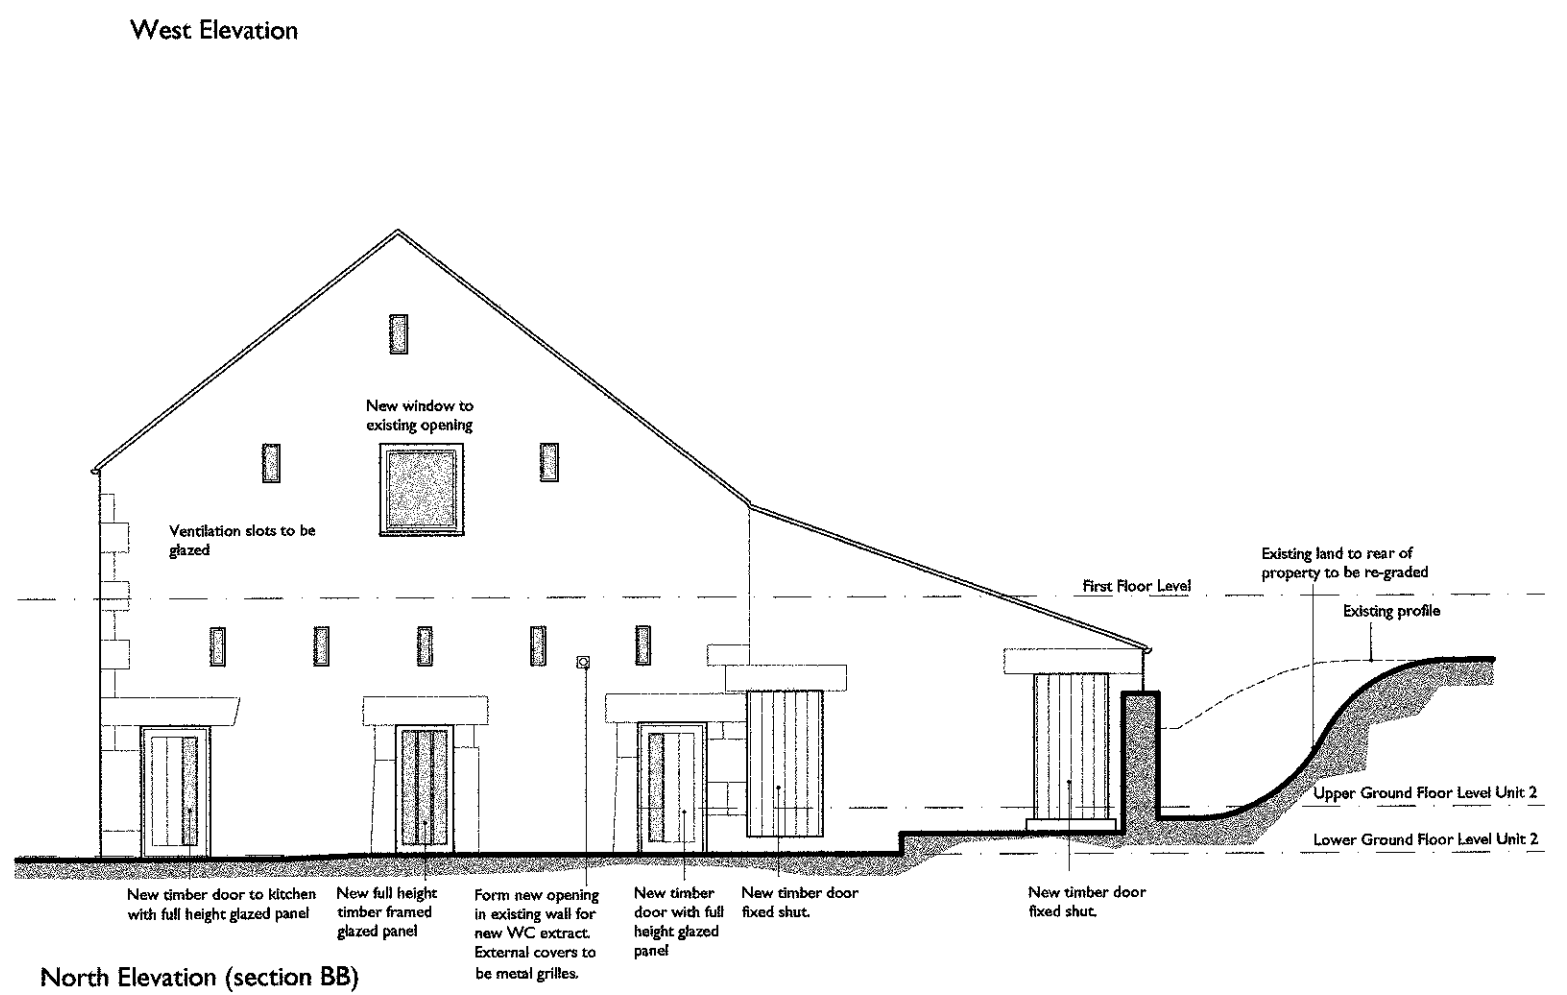 West Elevation
New window to
existing opening
Ventilation slots to be
glazed
Existing land to rear of
property to be re-graded
First Floor Level
Existing profile
Upper Ground Floor Level Unit 2
Lower Ground Floor Level Unit 2
New timber door to kitchen
with full height glazed panel
New full height
timber framed
glazed panel
Form new opening
in existing wall for
new WC extract.
External covers to
be metal grilles.
New timber
door with full
height glazed
panel
New timber door
fixed shut.
New timber door
fixed shut.
North Elevation (section BB)